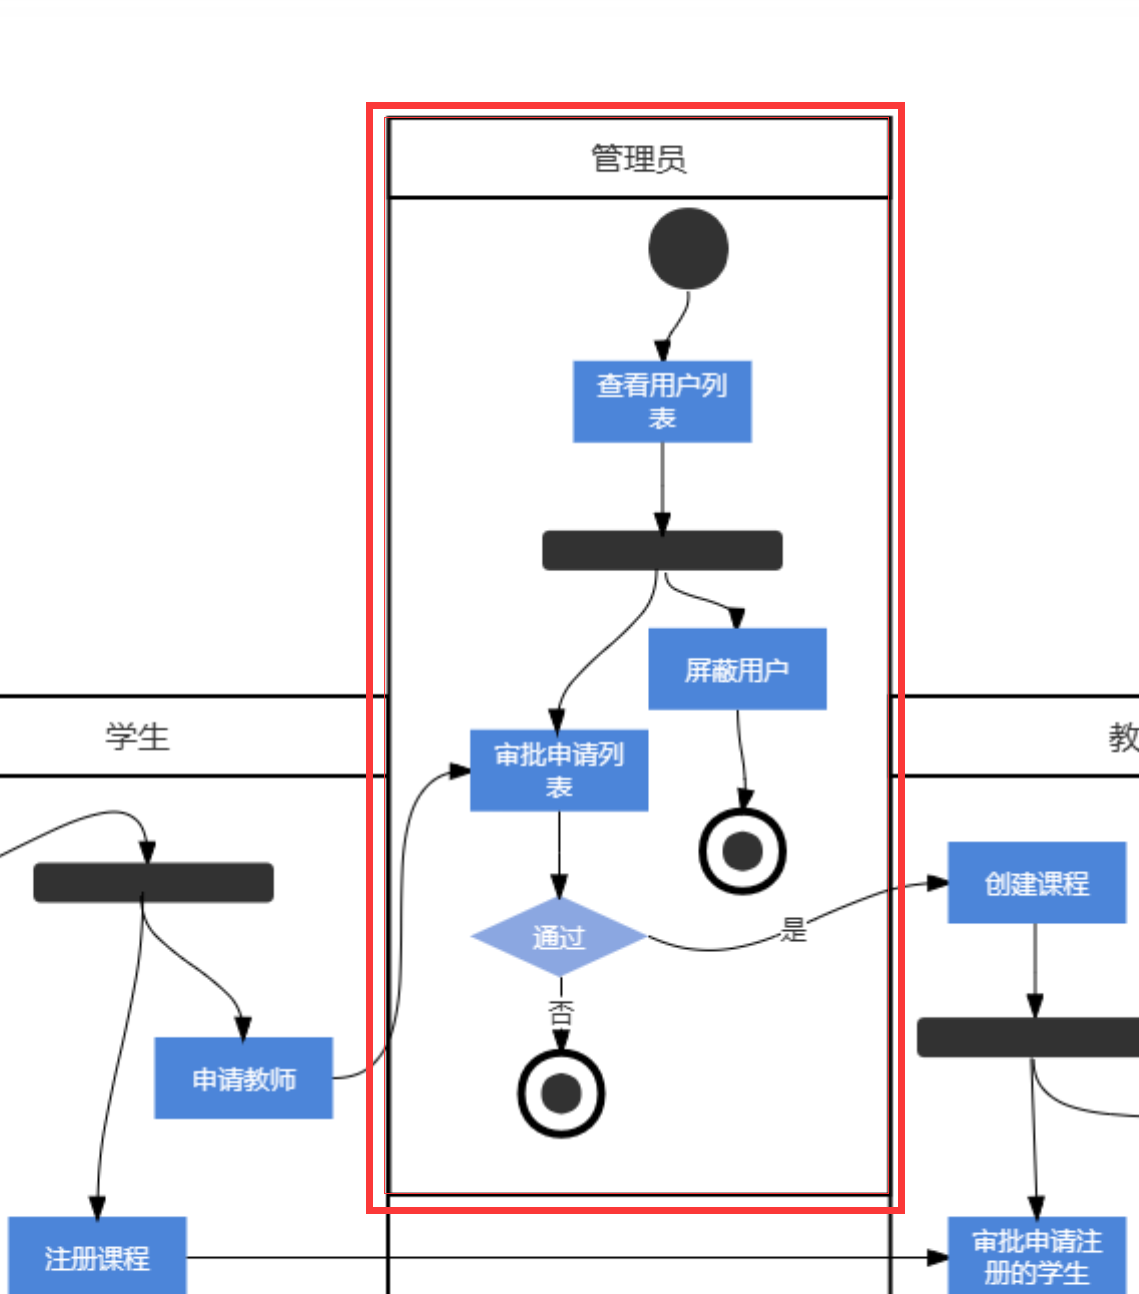 管理员
查看用户列
表
屏蔽用户
学生
教
审批申请列
表
创建课程
通过
是
否
申请教师
注册课程
审批申请注
册的学生